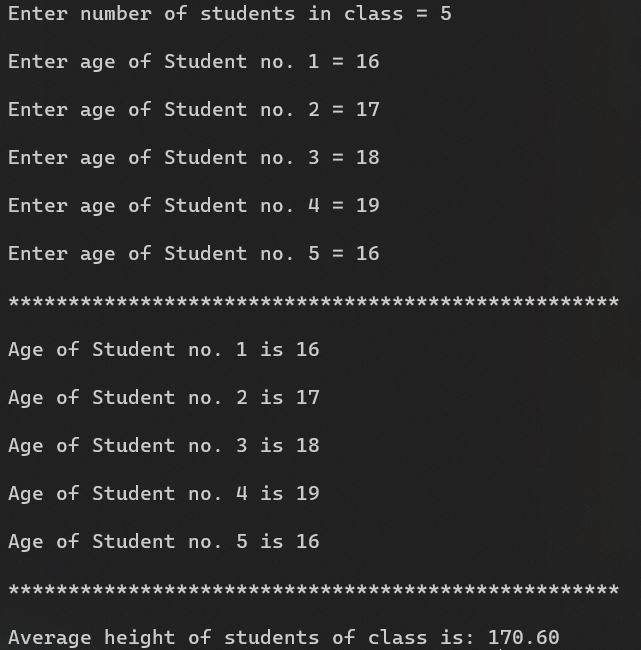 Enter number of students in class = 5
Enter age of Student no. 1 = 16
Enter age of Student no. 2 = 17
Enter age of Student no. 3 = 18
Enter age of Student no. 4 = 19
Enter age of Student no. 5 = 16
***************************************************
Age of Student no. 1 is 16
Age of Student no. 2 is 17
Age of Student no. 3 is 18
Age of Student no. 4 is 19
Age of Student no. 5 is 16
***************************************************
Average height of students of class is: 170.60